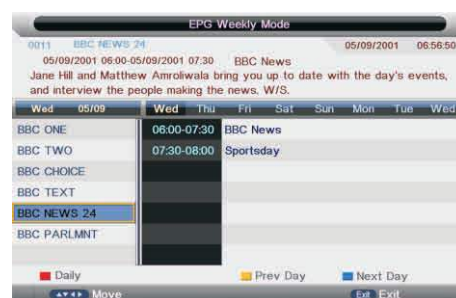 EPG Weekly Mode
0011 BBC NEWS 24 05/09/2001 06:56:50
05/09/2001 06:00-05/09/2001 07:30 BBC News
Jane Hill and Matthew Amroliwala bring you up to date with the day's events,
and interview the people making the news. W/S.
Wed 05/09 Wed Thu Fri Sat Sun Mon Tue Wed
BBC ONE 06:00-07:30 BBC News
BBC TWO 07:30-08:00 Sportsday
BBC CHOICE
BBC TEXT
BBC NEWS 24
BBC PARLMNT
Daily Prev Day Next Day
Move Exit Exit